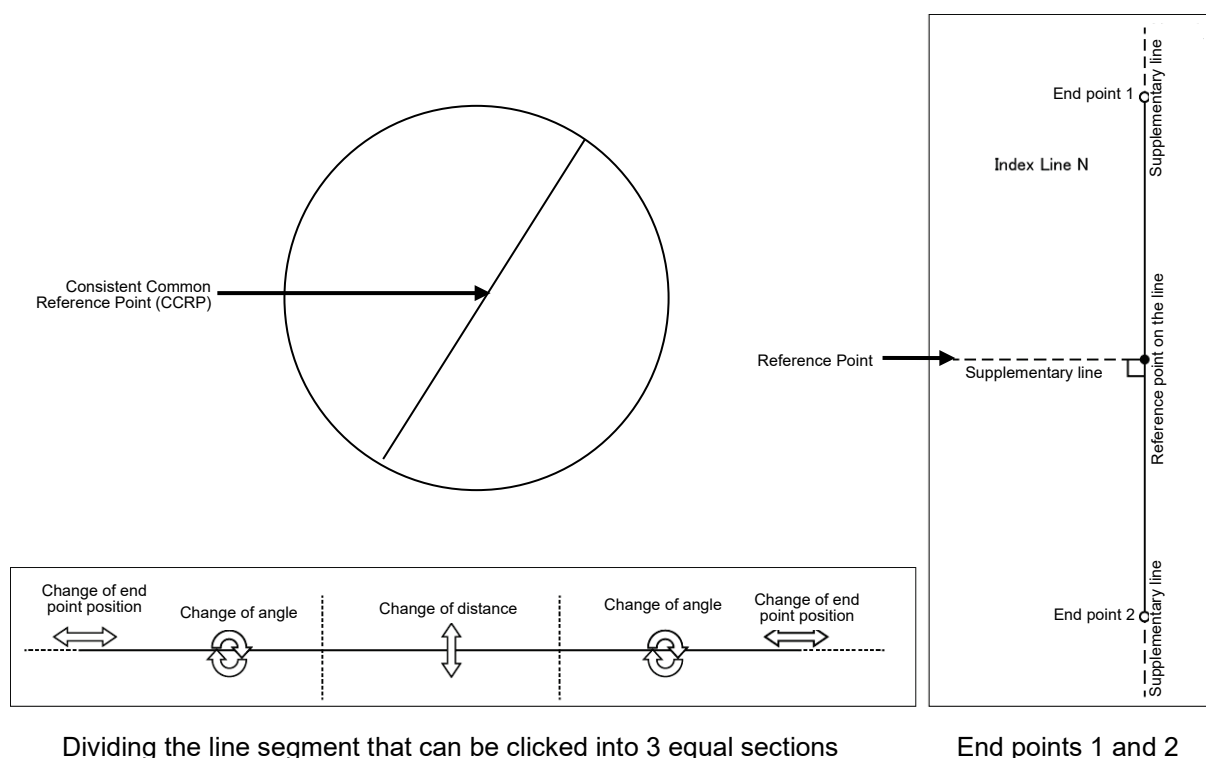 Consistent Common
Reference Point (CCRP)
End point 1
Supplementary line
Index Line N
Reference Point
Supplementary line
Reference point on the line
End point 2
Supplementary line
Change of end
point position
Change of angle
Change of distance
Change of angle
Change of end
point position
Dividing the line segment that can be clicked into 3 equal sections
End points 1 and 2